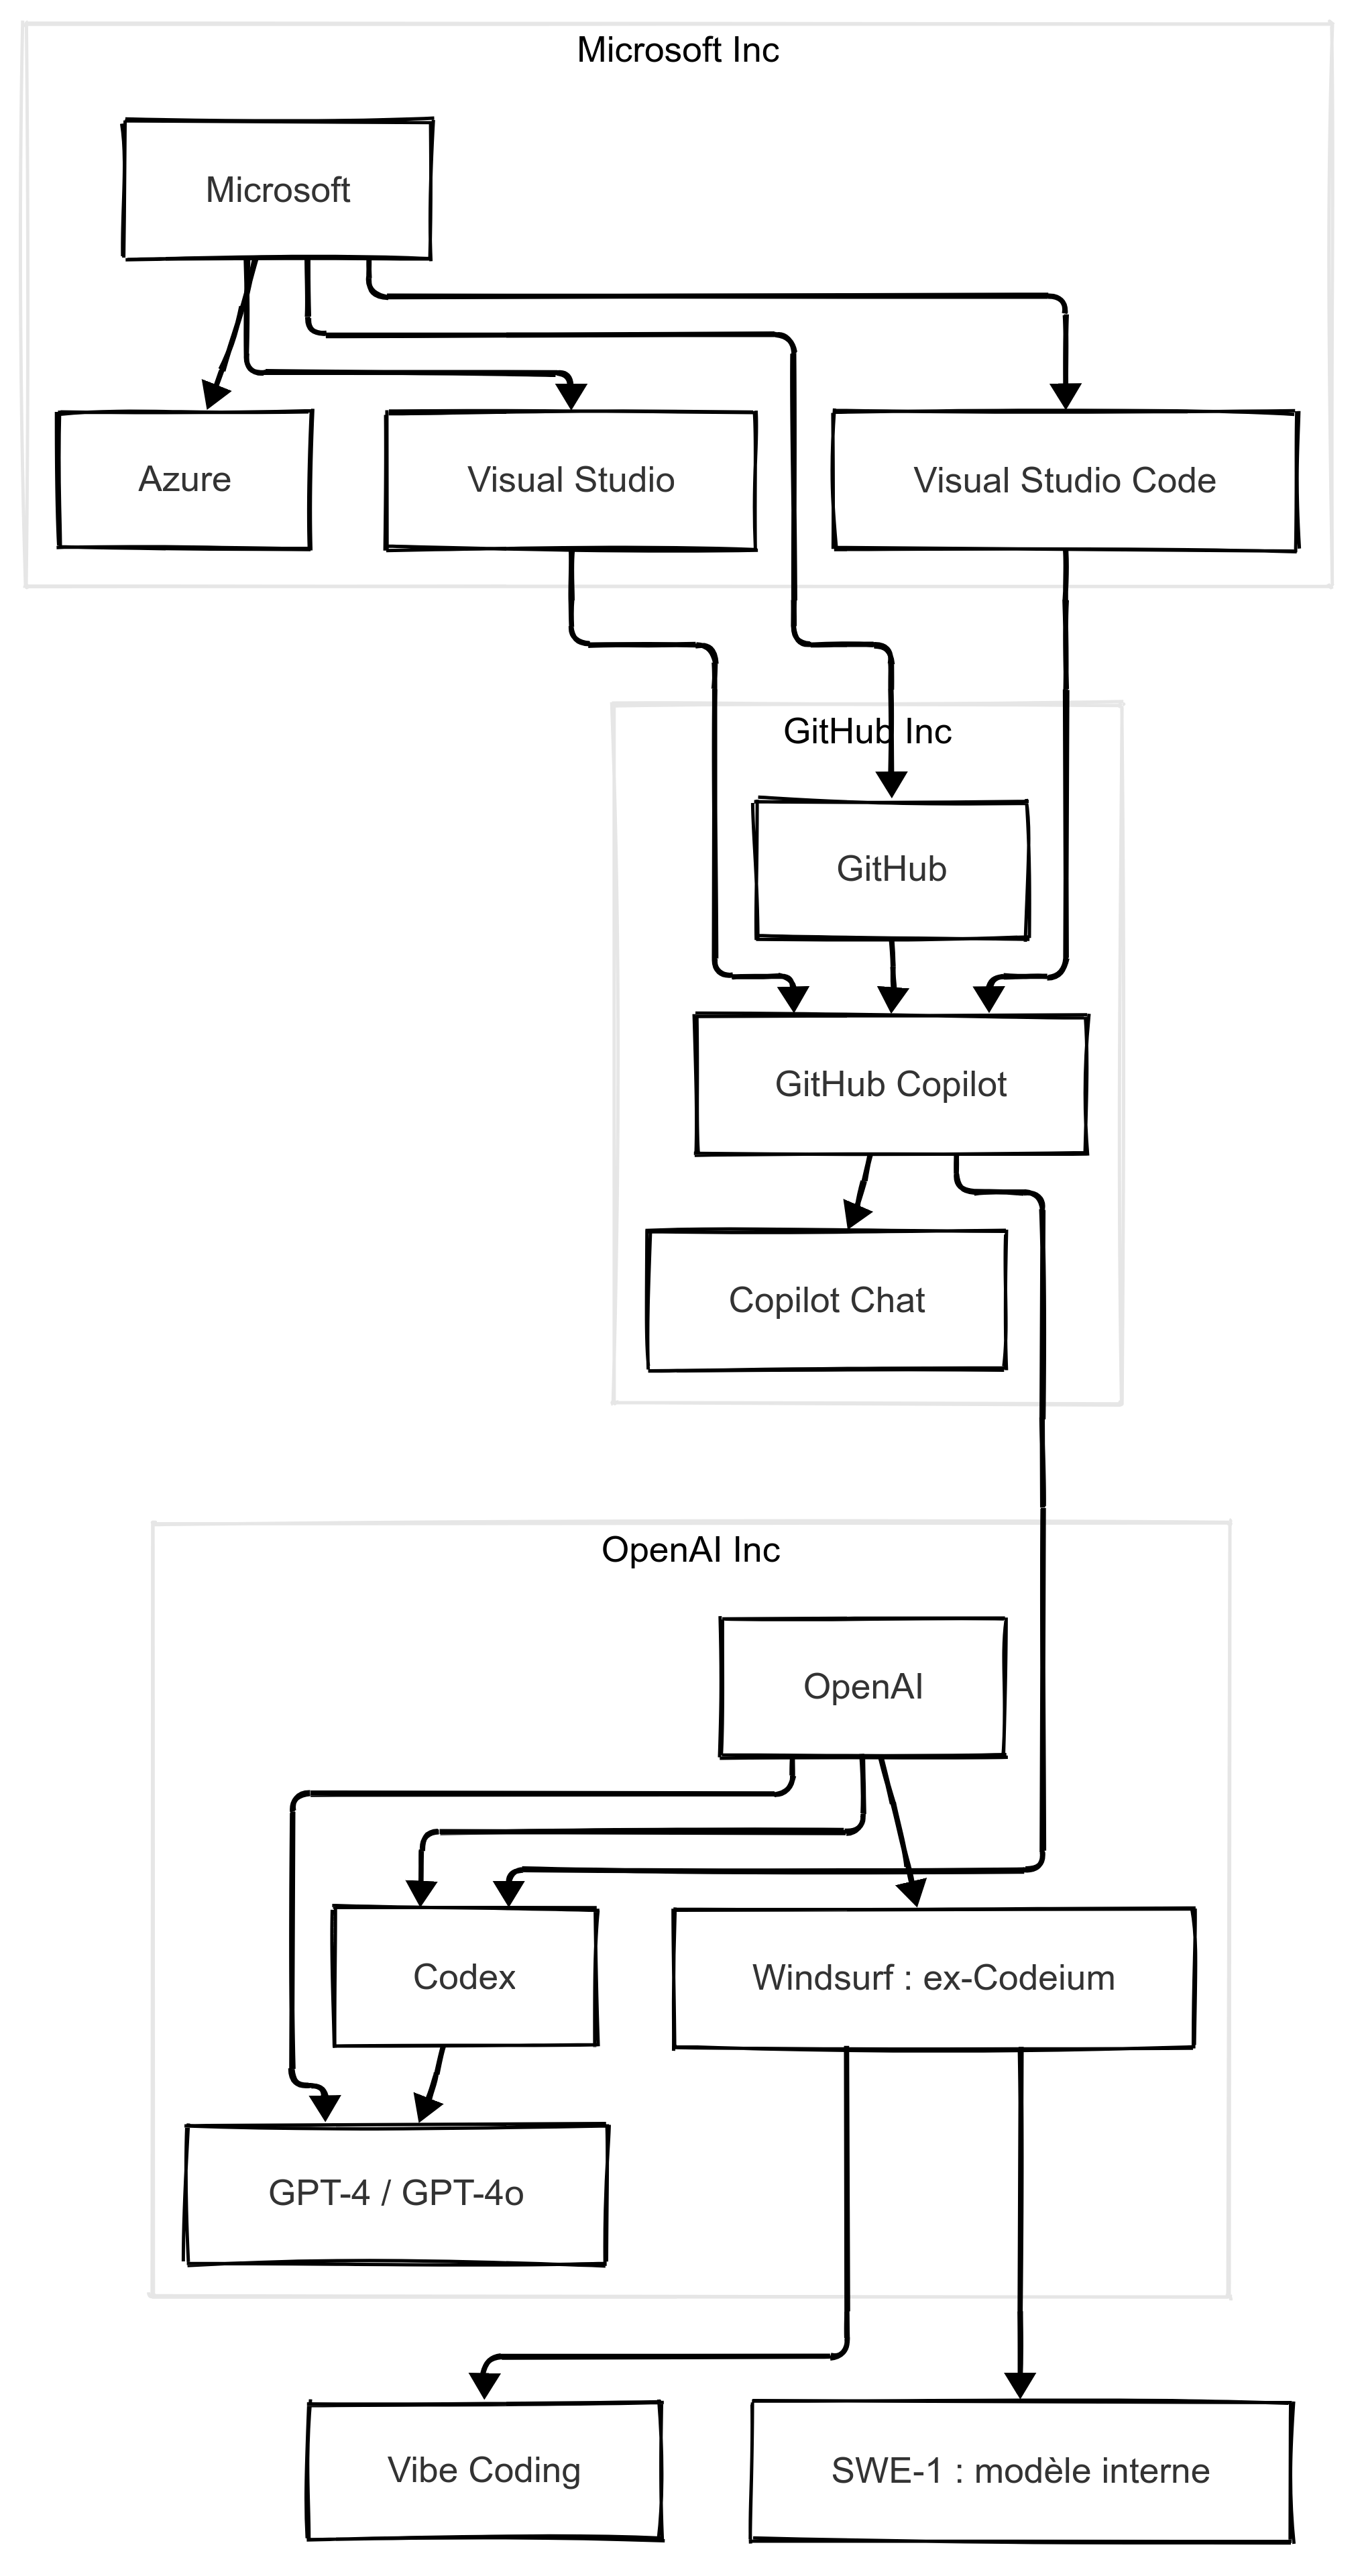 Microsoft Inc
Microsoft
Azure
Visual Studio
Visual Studio Code
GitHub Inc
GitHub
GitHub Copilot
Copilot Chat
OpenAI Inc
OpenAI
Codex
Windsurf : ex-Codeium
GPT-4 / GPT-4o
Vibe Coding
SWE-1 : modèle interne